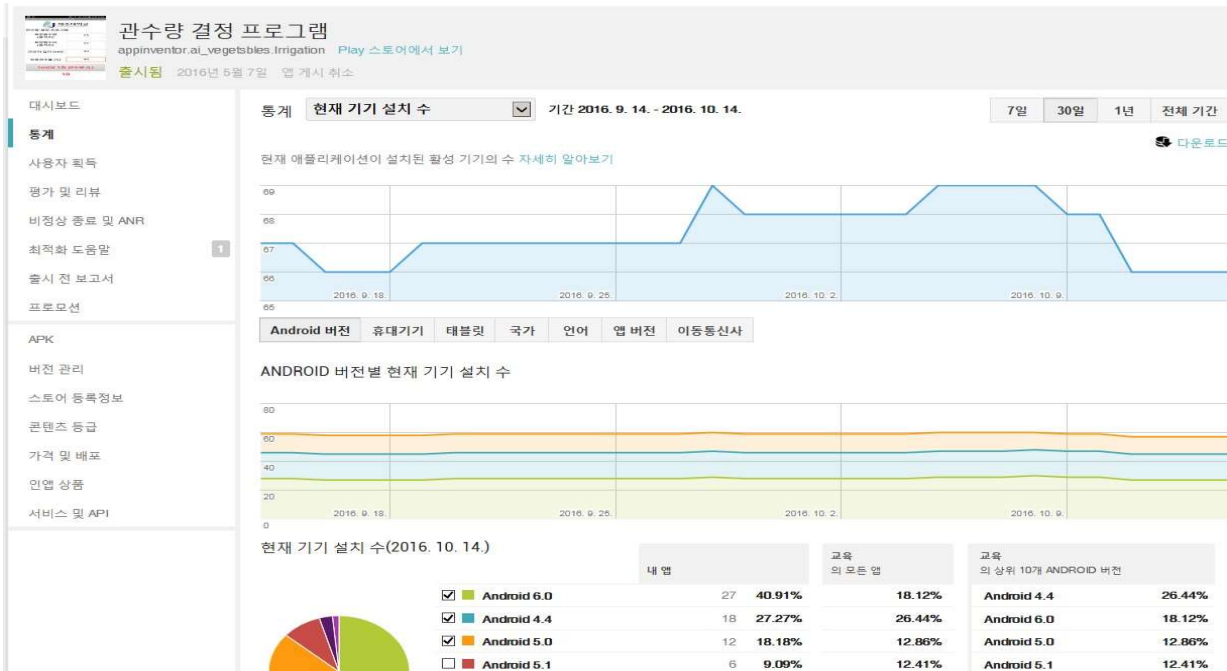 관수량 결정 프로그램
appinventor.ai_vegetsbles.Irrigation Play 스토어에서 보기
출시됨 2016년 5월 7일 앱 게시 취소
대시보드
통계
사용자 획득
평가 및 리뷰
비정상 종료 및 ANR
최적화 도움말 1
출시 전 보고서
프로모션
APK
버전 관리
스토어 등록정보
콘텐츠 등급
가격 및 배포
인앱 상품
서비스 및 API
통계 현재 기기 설치 수 기간 2016. 9. 14. - 2016. 10. 14. 7일 30일 1년 전체 기간
다운로드
현재 애플리케이션이 설치된 활성 기기의 수 자세히 알아보기
69
68
67
66
2016. 9. 18. 2016. 9. 25. 2016. 10. 2. 2016. 10. 9.
65
Android 버전 휴대기기 태블릿 국가 언어 앱 버전 이동통신사
ANDROID 버전별 현재 기기 설치 수
80
60
40
20
2016. 9. 18. 2016. 9. 25. 2016. 10. 2. 2016. 10. 9.
0
현재 기기 설치 수(2016. 10. 14.)
내 앱 교육 의 모든 앱 교육 의 상위 10개 ANDROID 버전
Android 6.0 27 40.91% 18.12% Android 4.4 26.44%
Android 4.4 18 27.27% 26.44% Android 6.0 18.12%
Android 5.0 12 18.18% 12.86% Android 5.0 12.86%
Android 5.1 6 9.09% 12.41% Android 5.1 12.41%